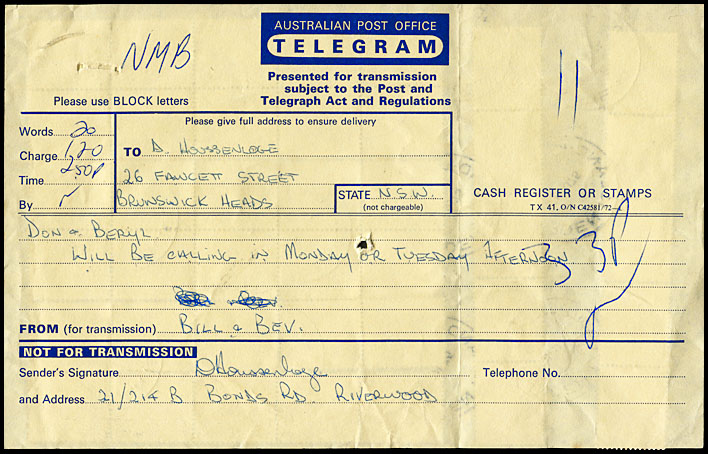 AUSTRALIAN POST OFFICE
TELEGRAM
NMB
Presented for transmission
subject to the Post and
Telegraph Act and Regulations
Please use BLOCK letters
Words 20
Charge 1.20
Time 2.50p
By
Please give full address to ensure delivery
TO D. HOUSSENLOGE
26 FAWCETT STREET
BRUNSWICK HEADS
STATE N.S.W.
(not chargeable)
CASH REGISTER OR STAMPS
TX 41, O/N C42581/72
DON & BERYL
WILL BE CALLING IN MONDAY OR TUESDAY AFTERNOON
FROM (for transmission) BILL & BEV.
NOT FOR TRANSMISSION
Sender's Signature DHoussenloge
Telephone No.
and Address 21/214 B BONDS RD RIVERWOOD